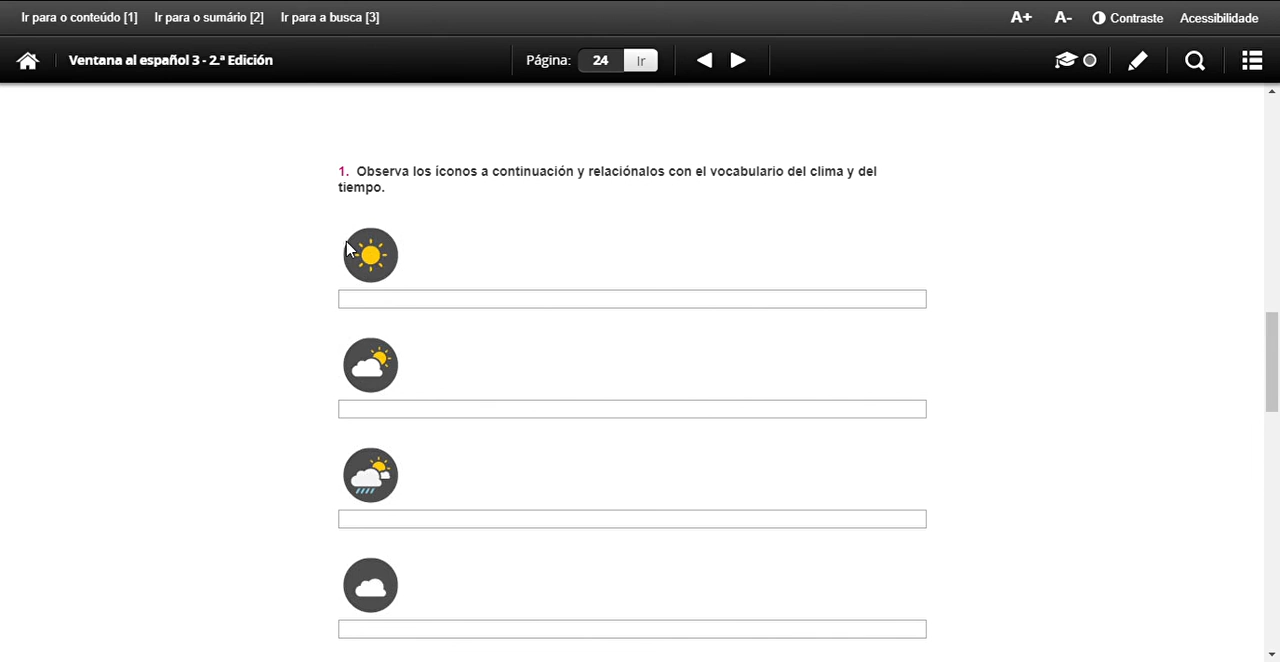 Ir para o conteúdo [1] Ir para o sumário [2] Ir para a busca [3] A+ A- Contraste Acessibilidade
Ventana al español 3 - 2.ª Edición Página: 24 Ir
1. Observa los íconos a continuación y relaciónalos con el vocabulario del clima y del
tiempo.